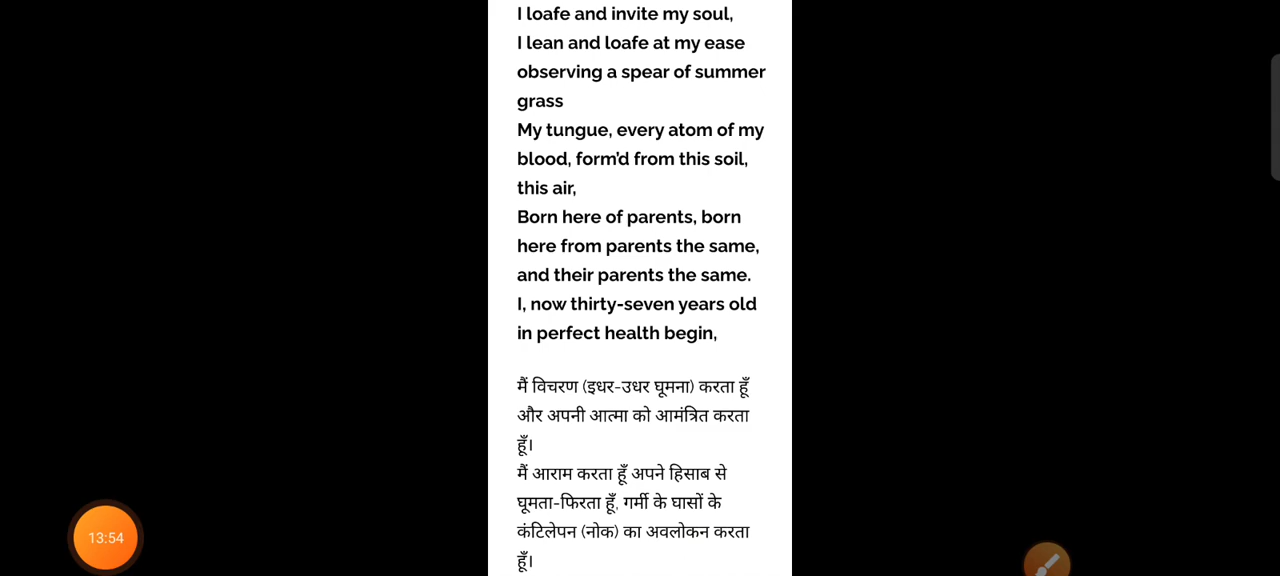 I loafe and invite my soul,
I lean and loafe at my ease
observing a spear of summer
grass
My tungue, every atom of my
blood, form'd from this soil,
this air,
Born here of parents, born
here from parents the same,
and their parents the same.
I, now thirty-seven years old
in perfect health begin,
मैं विचरण (इधर-उधर घूमना) करता हूँ
और अपनी आत्मा को आमंत्रित करता
हूँ।
मैं आराम करता हूँ अपने हिसाब से
घूमता-फिरता हूँ, गर्मी के घासों के
कंटिलेपन (नोक) का अवलोकन करता
हूँ।
13:54